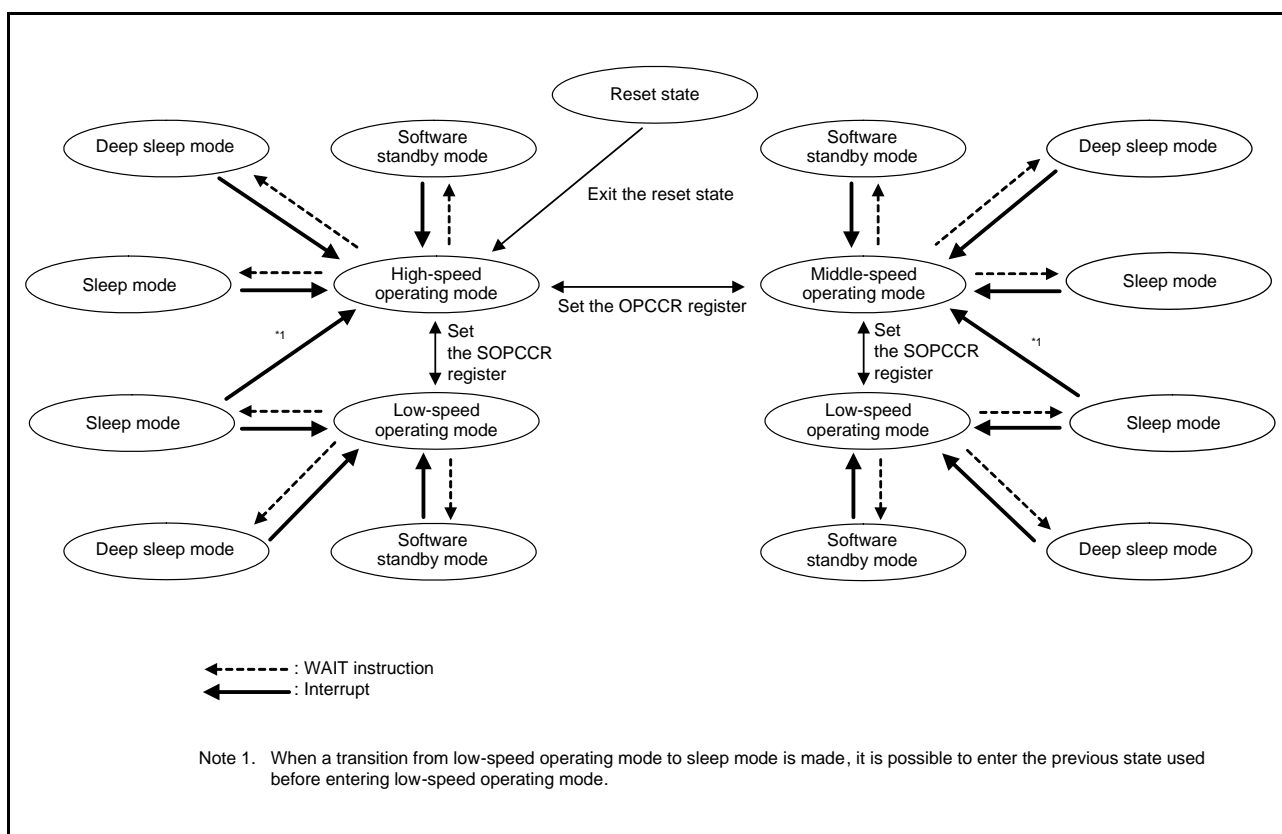 Reset state
Deep sleep mode
Software
standby mode
Software
standby mode
Deep sleep mode
Exit the reset state
Sleep mode
High-speed
operating mode
Set the OPCCR register
Middle-speed
operating mode
Sleep mode
*1
Set
the SOPCCR
register
Set
the SOPCCR
register
*1
Sleep mode
Low-speed
operating mode
Low-speed
operating mode
Sleep mode
Deep sleep mode
Software
standby mode
Software
standby mode
Deep sleep mode
: WAIT instruction
: Interrupt
Note 1. When a transition from low-speed operating mode to sleep mode is made, it is possible to enter the previous state used
before entering low-speed operating mode.